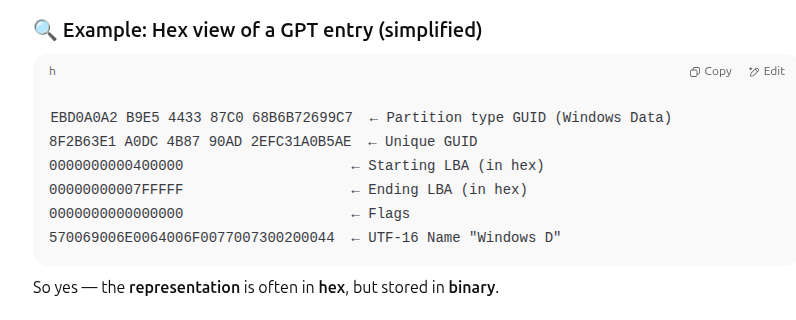 🔍 Example: Hex view of a GPT entry (simplified)
h Copy Edit
EBD0A0A2 B9E5 4433 87C0 68B6B72699C7 ← Partition type GUID (Windows Data)
8F2B63E1 A0DC 4B87 90AD 2EFC31A0B5AE ← Unique GUID
0000000000400000 ← Starting LBA (in hex)
00000000007FFFFF ← Ending LBA (in hex)
0000000000000000 ← Flags
570069006E0064006F0077007300200044 ← UTF-16 Name "Windows D"
So yes — the representation is often in hex, but stored in binary.